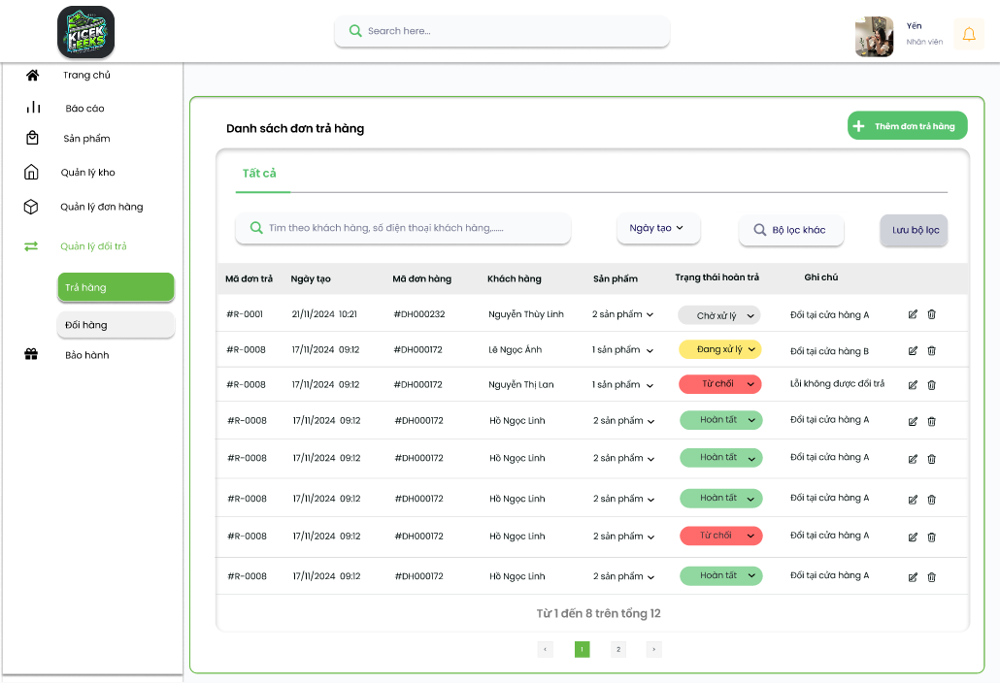 KICEK
GEEKS
Search here...
Yến
Nhân viên
Trang chủ
Báo cáo
Sản phẩm
Quản lý kho
Quản lý đơn hàng
Quản lý đổi trả
Trả hàng
Đổi hàng
Bảo hành
Danh sách đơn trả hàng
Thêm đơn trả hàng
Tất cả
Tìm theo khách hàng, số điện thoại khách hàng,......
Ngày tạo
Bộ lọc khác
Lưu bộ lọc
Mã đơn trả Ngày tạo Mã đơn hàng Khách hàng Sản phẩm Trạng thái hoàn trả Ghi chú
#R-0001 21/11/2024 10:21 #DH000232 Nguyễn Thùy Linh 2 sản phẩm Chờ xử lý Đổi tại cửa hàng A
#R-0008 17/11/2024 09:12 #DH000172 Lê Ngọc Ánh 1 sản phẩm Đang xử lý Đổi tại cửa hàng B
#R-0008 17/11/2024 09:12 #DH000172 Nguyễn Thị Lan 1 sản phẩm Từ chối Lỗi không được đổi trả
#R-0008 17/11/2024 09:12 #DH000172 Hồ Ngọc Linh 2 sản phẩm Hoàn tất Đổi tại cửa hàng A
#R-0008 17/11/2024 09:12 #DH000172 Hồ Ngọc Linh 2 sản phẩm Hoàn tất Đổi tại cửa hàng A
#R-0008 17/11/2024 09:12 #DH000172 Hồ Ngọc Linh 2 sản phẩm Hoàn tất Đổi tại cửa hàng A
#R-0008 17/11/2024 09:12 #DH000172 Hồ Ngọc Linh 2 sản phẩm Từ chối Đổi tại cửa hàng A
#R-0008 17/11/2024 09:12 #DH000172 Hồ Ngọc Linh 2 sản phẩm Hoàn tất Đổi tại cửa hàng A
Từ 1 đến 8 trên tổng 12
‹ 1 2 ›